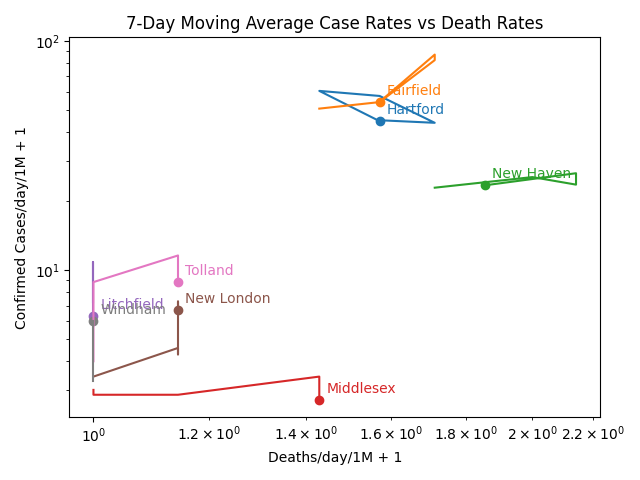 7-Day Moving Average Case Rates vs Death Rates
10²
Fairfield
Hartford
New Haven
Confirmed Cases/day/1M + 1
10¹
Tolland
Litchfield
Windham
New London
Middlesex
10⁰
1.2 × 10⁰
1.4 × 10⁰
1.6 × 10⁰
1.8 × 10⁰
2 × 10⁰
2.2 × 10⁰
Deaths/day/1M + 1